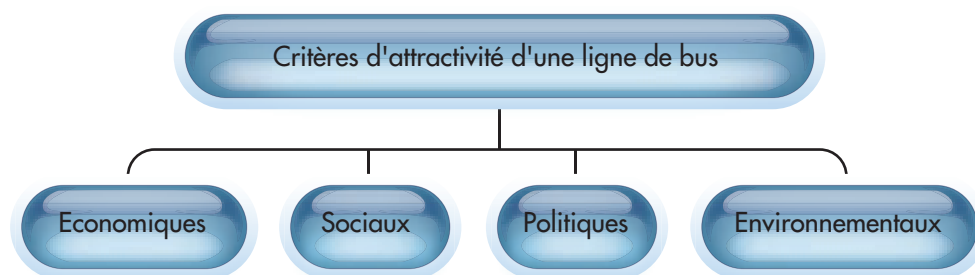 Critères d'attractivité d'une ligne de bus
Economiques
Sociaux
Politiques
Environnementaux